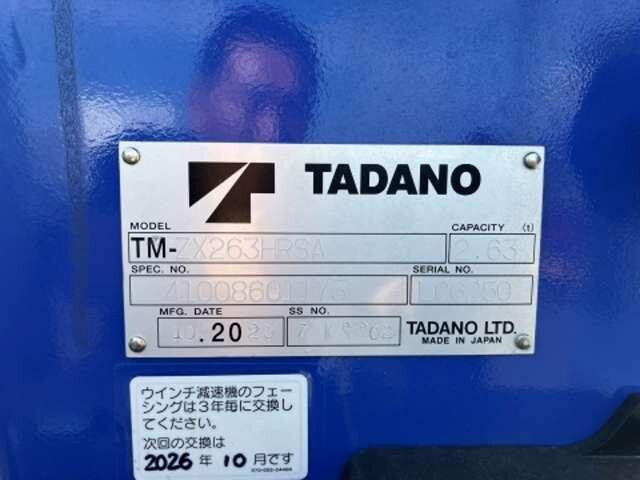 TADANO
MODEL
CAPACITY (t)
TM-ZX263HRSA
2.63
SPEC. NO.
SERIAL NO.
MFG. DATE
SS NO.
10.2023
TADANO LTD.
MADE IN JAPAN
ウインチ減速機のフェー
シングは3年毎に交換し
てください。
次回の交換は
2026年10月です